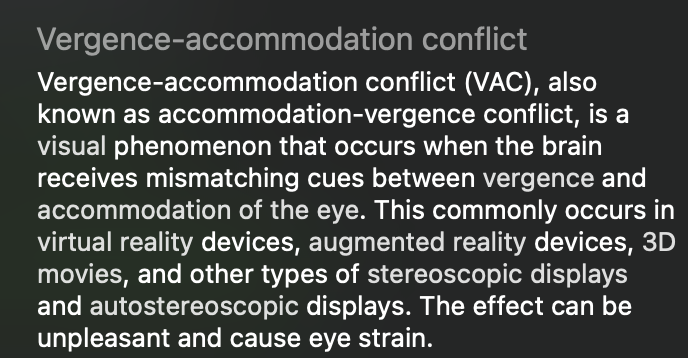 Vergence-accommodation conflict
Vergence-accommodation conflict (VAC), also
known as accommodation-vergence conflict, is a
visual phenomenon that occurs when the brain
receives mismatching cues between vergence and
accommodation of the eye. This commonly occurs in
virtual reality devices, augmented reality devices, 3D
movies, and other types of stereoscopic displays
and autostereoscopic displays. The effect can be
unpleasant and cause eye strain.